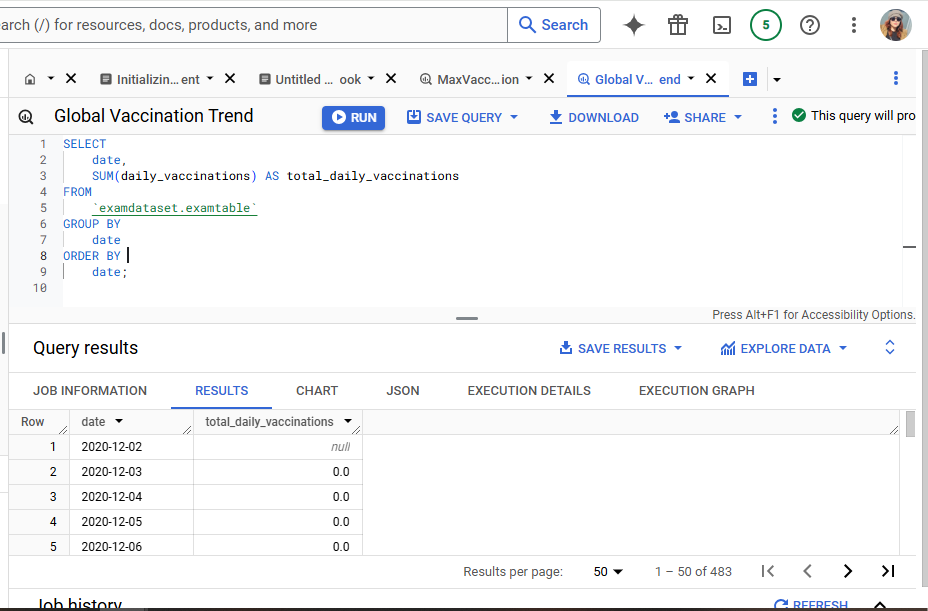 arch (/) for resources, docs, products, and more
Search
5
Initializin... ent
Untitled ... ook
MaxVacc...ion
Global V... end
Global Vaccination Trend
RUN
SAVE QUERY
DOWNLOAD
SHARE
This query will pro
1 SELECT
2 date,
3 SUM(daily_vaccinations) AS total_daily_vaccinations
4 FROM
5 `examdataset.examtable`
6 GROUP BY
7 date
8 ORDER BY
9 date;
10
Press Alt+F1 for Accessibility Options.
Query results
SAVE RESULTS
EXPLORE DATA
JOB INFORMATION
RESULTS
CHART
JSON
EXECUTION DETAILS
EXECUTION GRAPH
Row date total_daily_vaccinations
1 2020-12-02 null
2 2020-12-03 0.0
3 2020-12-04 0.0
4 2020-12-05 0.0
5 2020-12-06 0.0
Results per page: 50 1 – 50 of 483
Job history
REFRESH